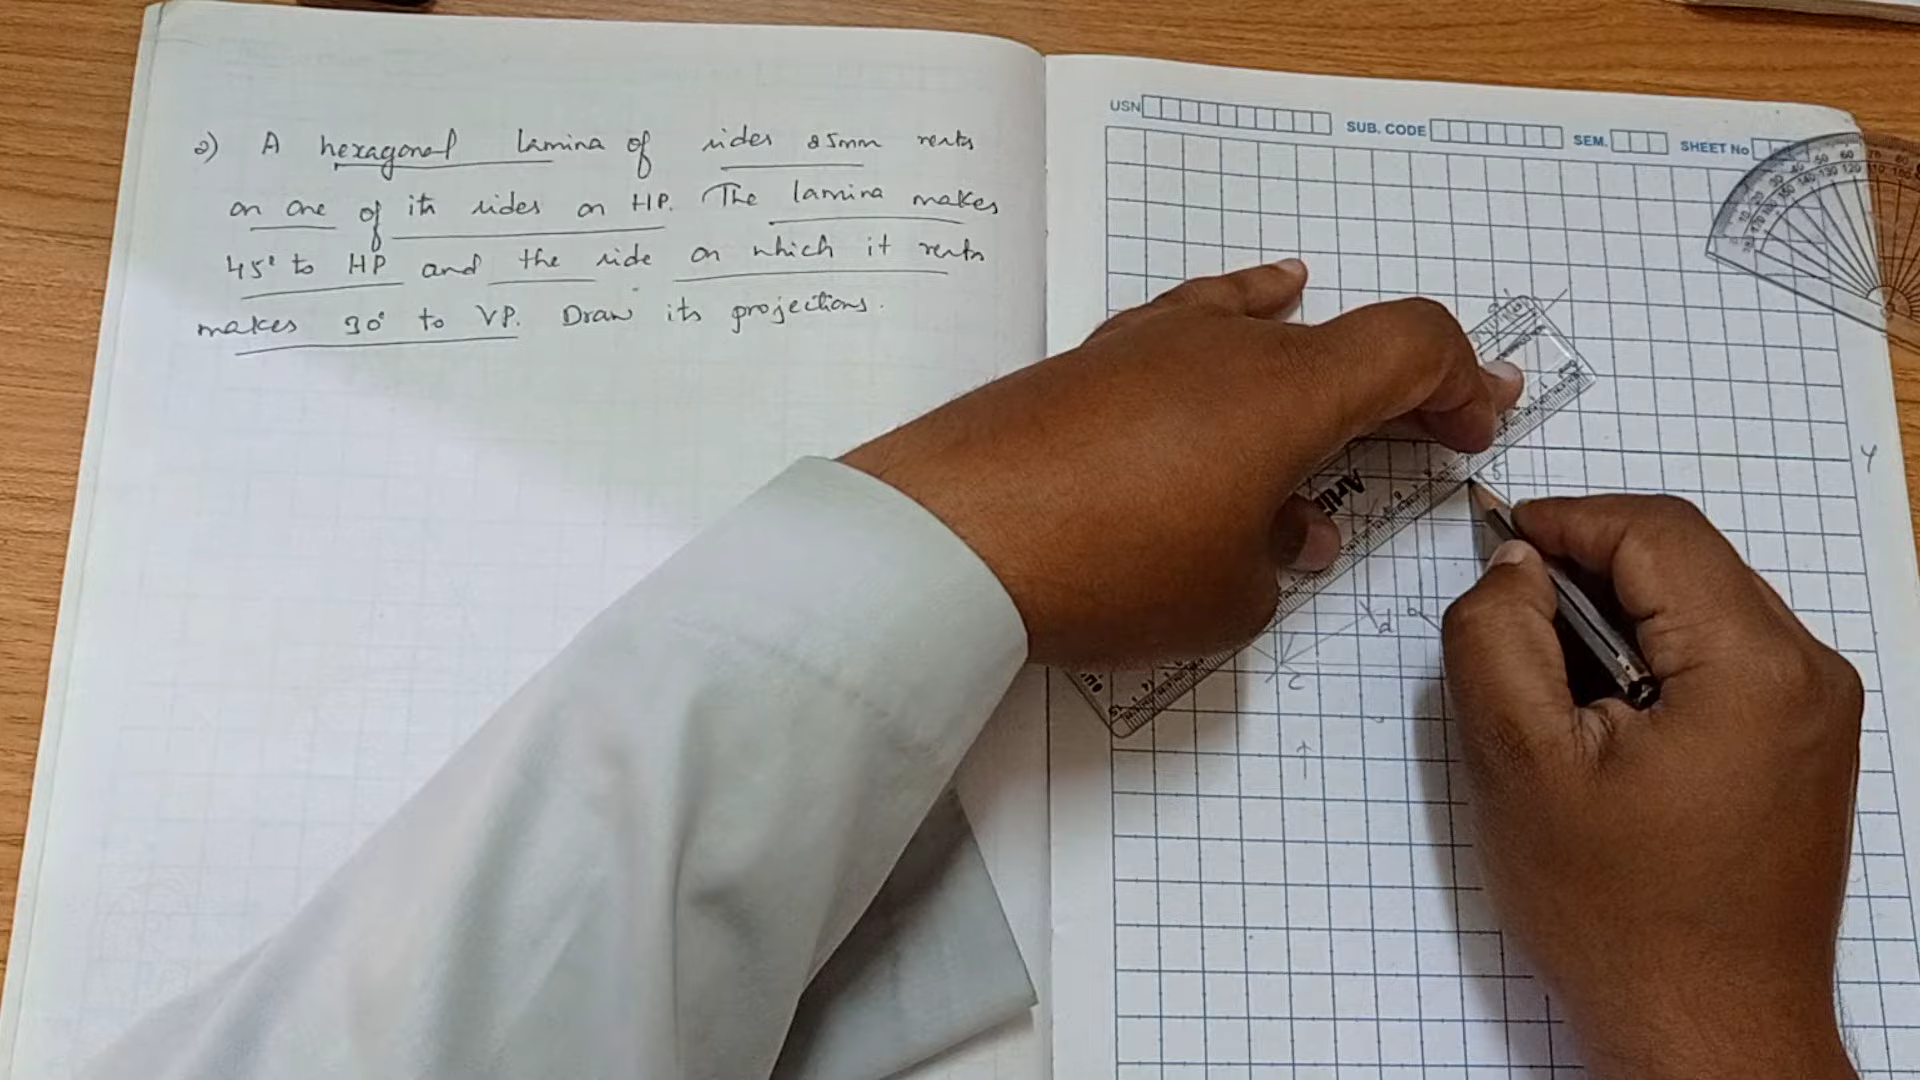 2) A hexagonal lamina of sides 25mm rests
on one of its sides on HP. The lamina makes
45° to HP and the side on which it rests
makes 30° to VP. Draw its projections.
USN SUB. CODE SEM. SHEET No
Y
d
b
c